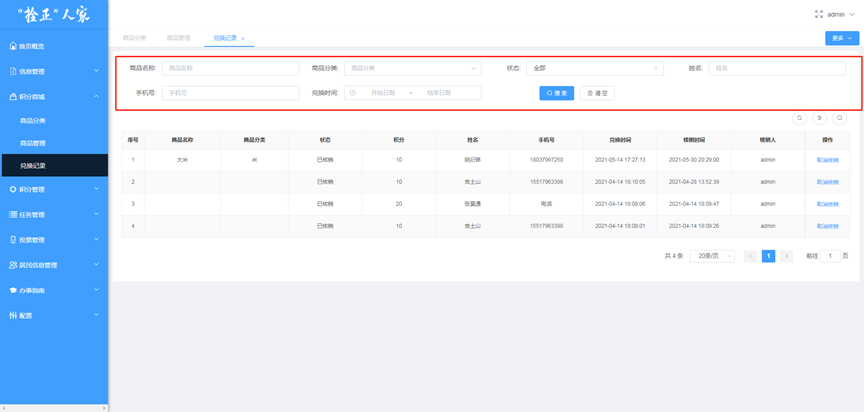 “拴正”人家
admin
首页概览
信息管理
积分商城
商品分类
商品管理
兑换记录
积分管理
任务管理
投票管理
居民信息管理
办事指南
配置
商品分类 商品管理 兑换记录 ×
更多
商品名称: 商品名称 商品分类: 商品分类 状态: 全部 姓名: 姓名
手机号: 手机号 兑换时间: 开始日期 - 结束日期 搜 索 清 空
序号 商品名称 商品分类 状态 积分 姓名 手机号 兑换时间 核销时间 核销人 操作
1 大米 米 已核销 10 18037997250 2021-05-14 17:27:13 2021-05-30 20:29:00 admin 取消核销
2 已核销 10 吉士山 15517963398 2021-04-14 18:10:05 2021-04-28 13:52:39 admin 取消核销
3 已核销 20 张莫遇 电话 2021-04-14 18:08:06 2021-04-14 18:09:47 admin 取消核销
4 已核销 10 吉士山 15517963398 2021-04-14 18:08:01 2021-04-14 18:09:26 admin 取消核销
共 4 条 20条/页 1 前往 1 页